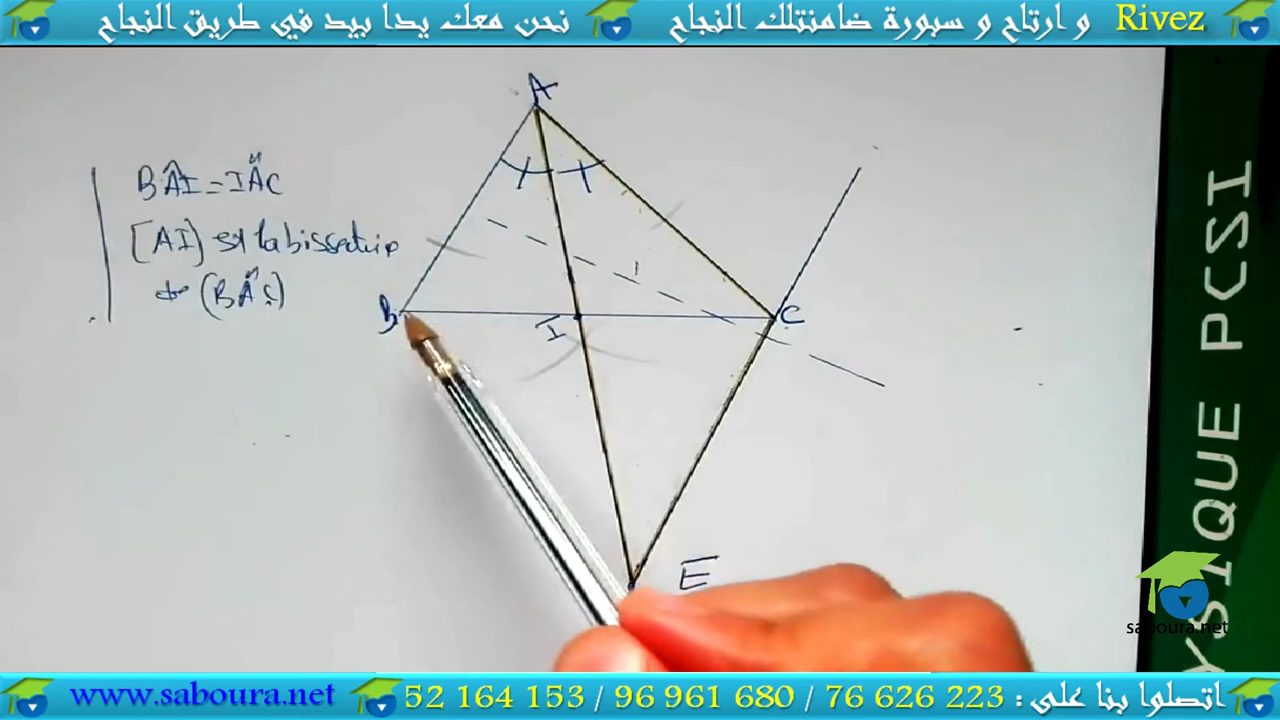 Rivez و ارتاح و سبورة ضامنتلك النجاح نحن معك يدا بيد في طريق النجاح
A
BÂI = IÂC
[AI) est la bissectrice
de (BÂC)
B
I
C
E
YSIQUE PCSI
saboura.net
www.saboura.net 52 164 153 / 96 961 680 / 76 626 223 : اتصلوا بنا على